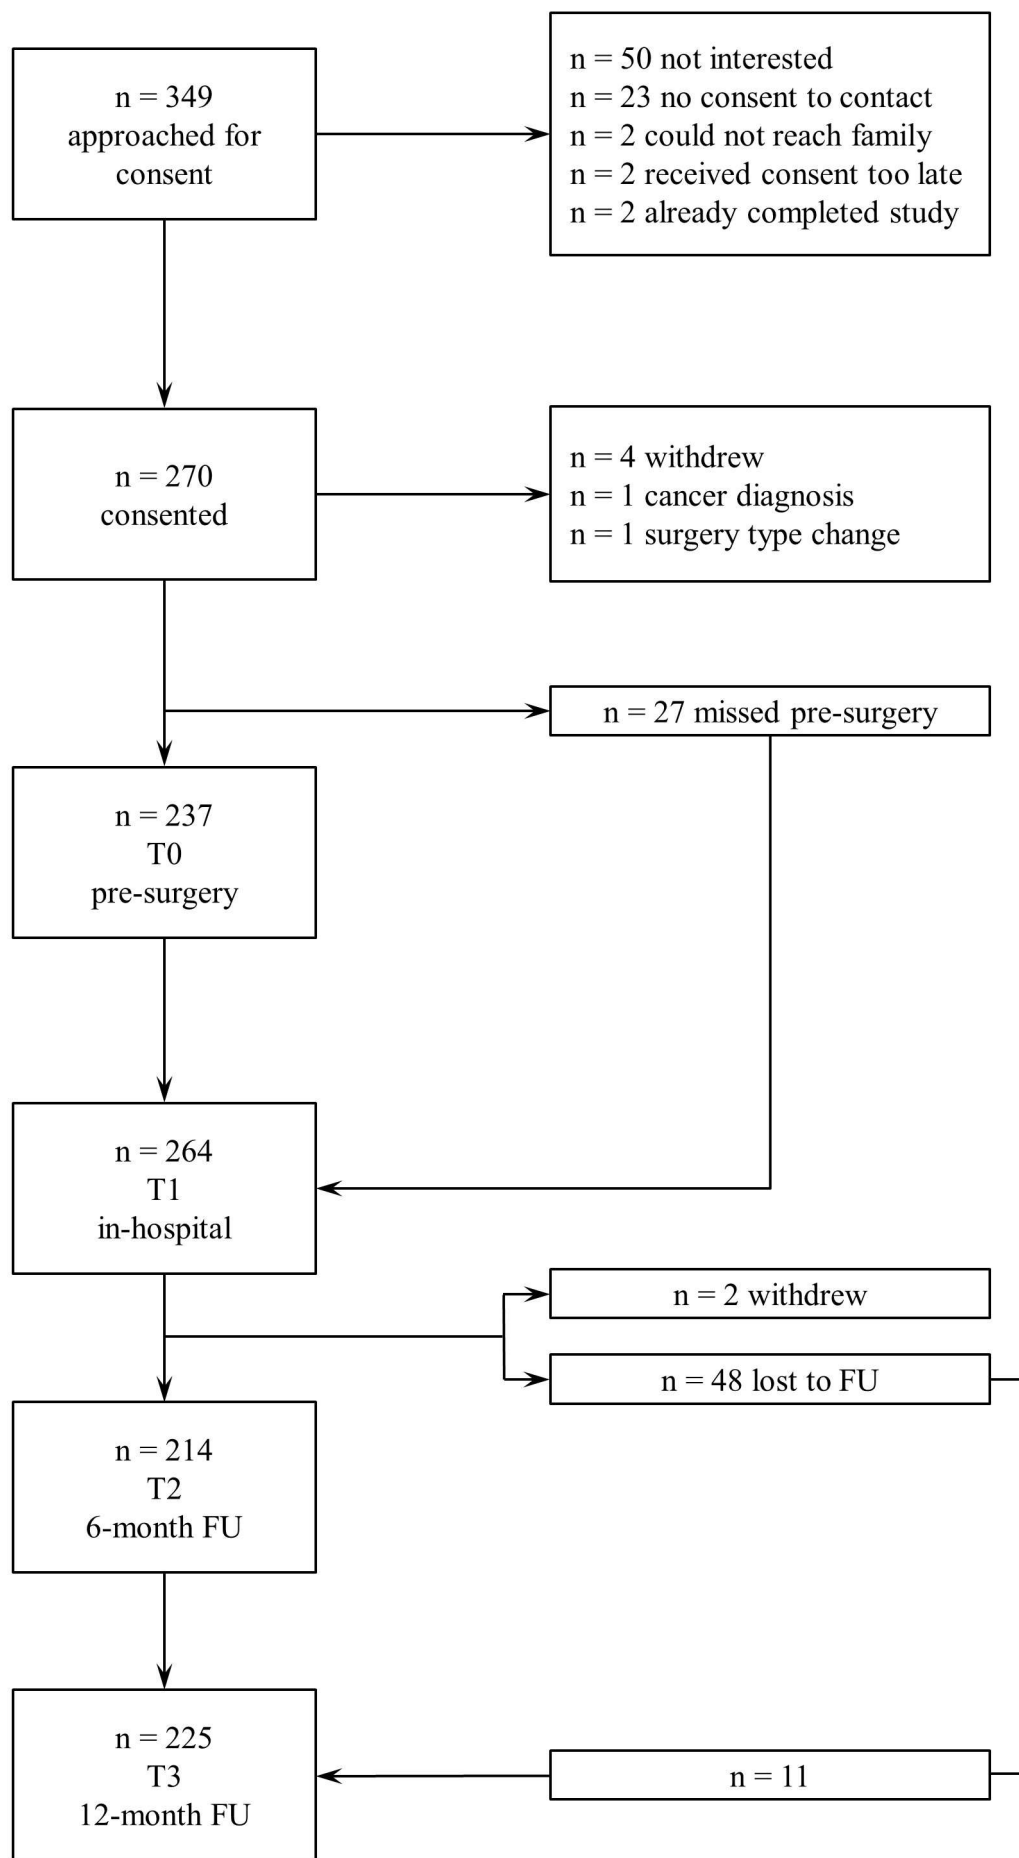 n = 349
approached for
consent
n = 50 not interested
n = 23 no consent to contact
n = 2 could not reach family
n = 2 received consent too late
n = 2 already completed study
n = 270
consented
n = 4 withdrew
n = 1 cancer diagnosis
n = 1 surgery type change
n = 27 missed pre-surgery
n = 237
T0
pre-surgery
n = 264
T1
in-hospital
n = 2 withdrew
n = 48 lost to FU
n = 214
T2
6-month FU
n = 225
T3
12-month FU
n = 11